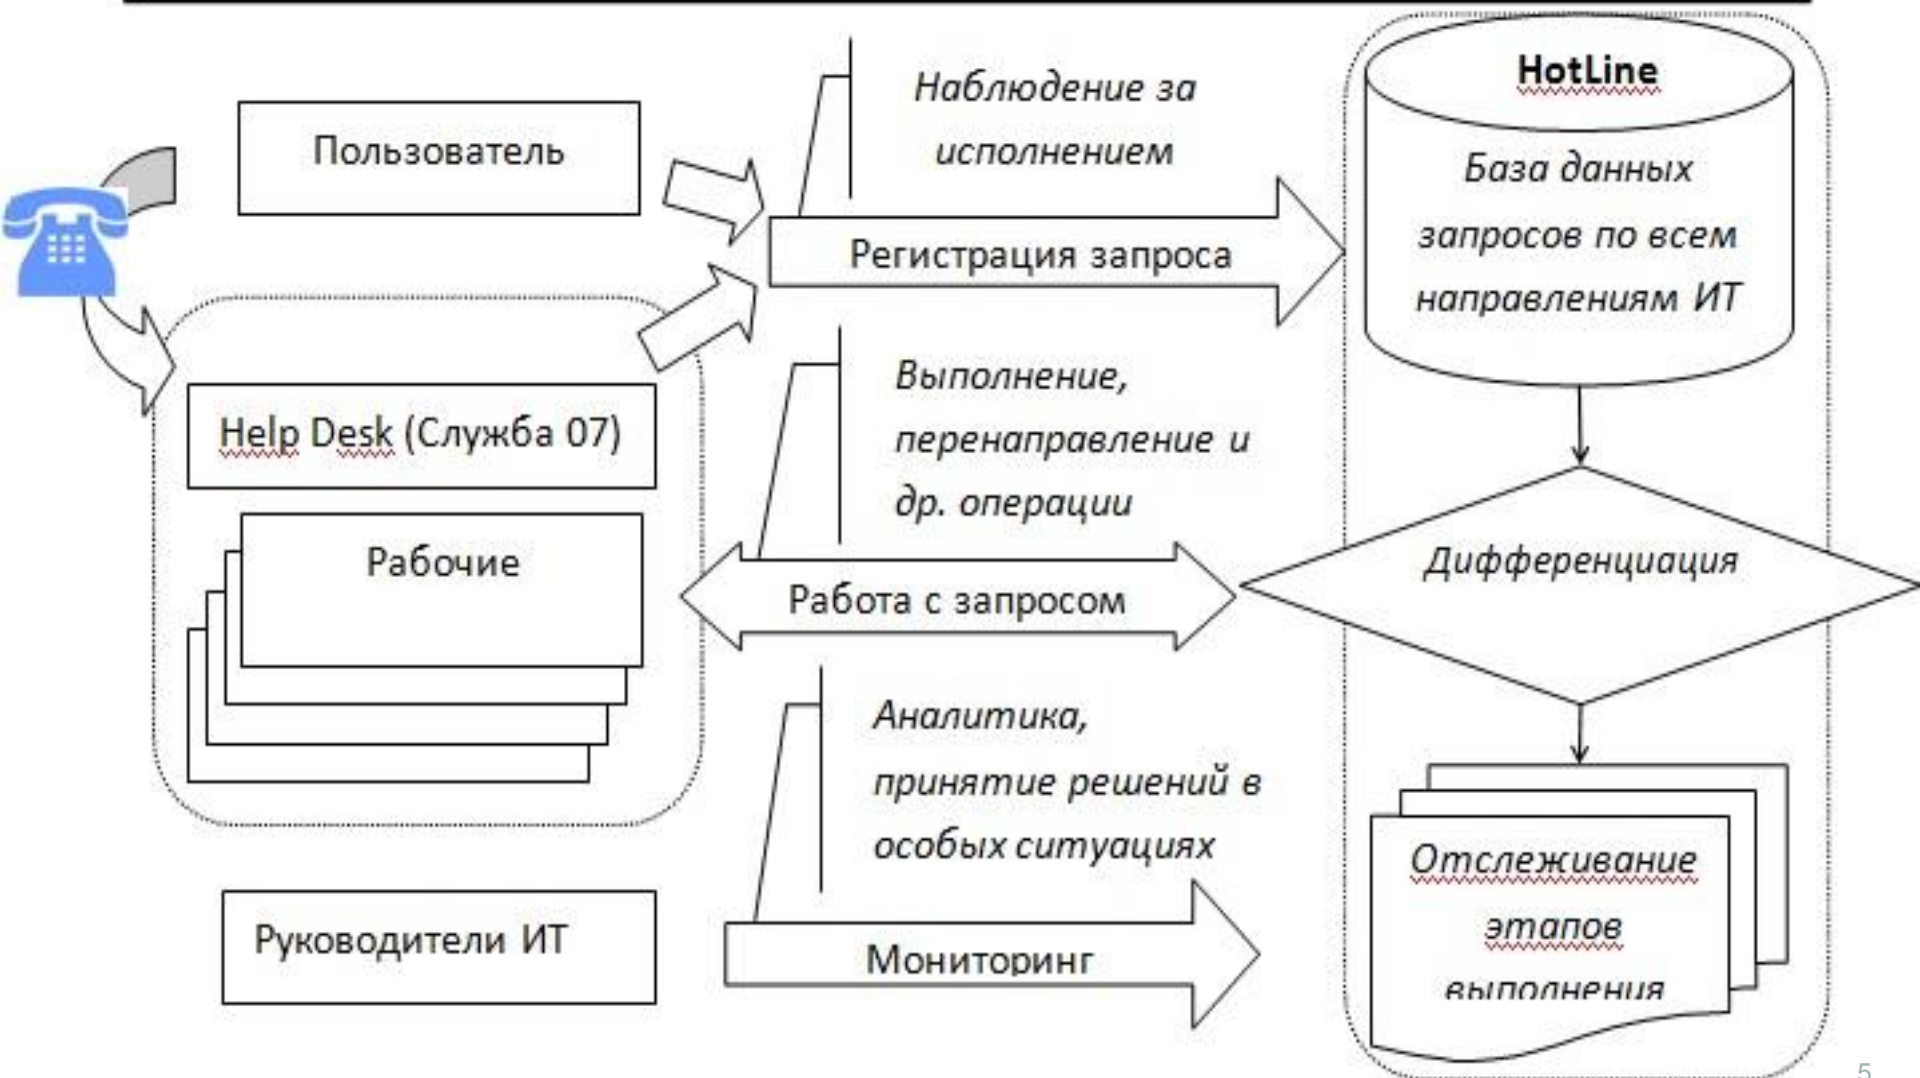 Пользователь
Наблюдение за
исполнением
Регистрация запроса
HotLine
База данных
запросов по всем
направлениям ИТ
Help Desk (Служба 07)
Рабочие
Выполнение,
перенаправление и
др. операции
Работа с запросом
Дифференциация
Аналитика,
принятие решений в
особых ситуациях
Руководители ИТ
Мониторинг
Отслеживание
этапов
выполнения
5